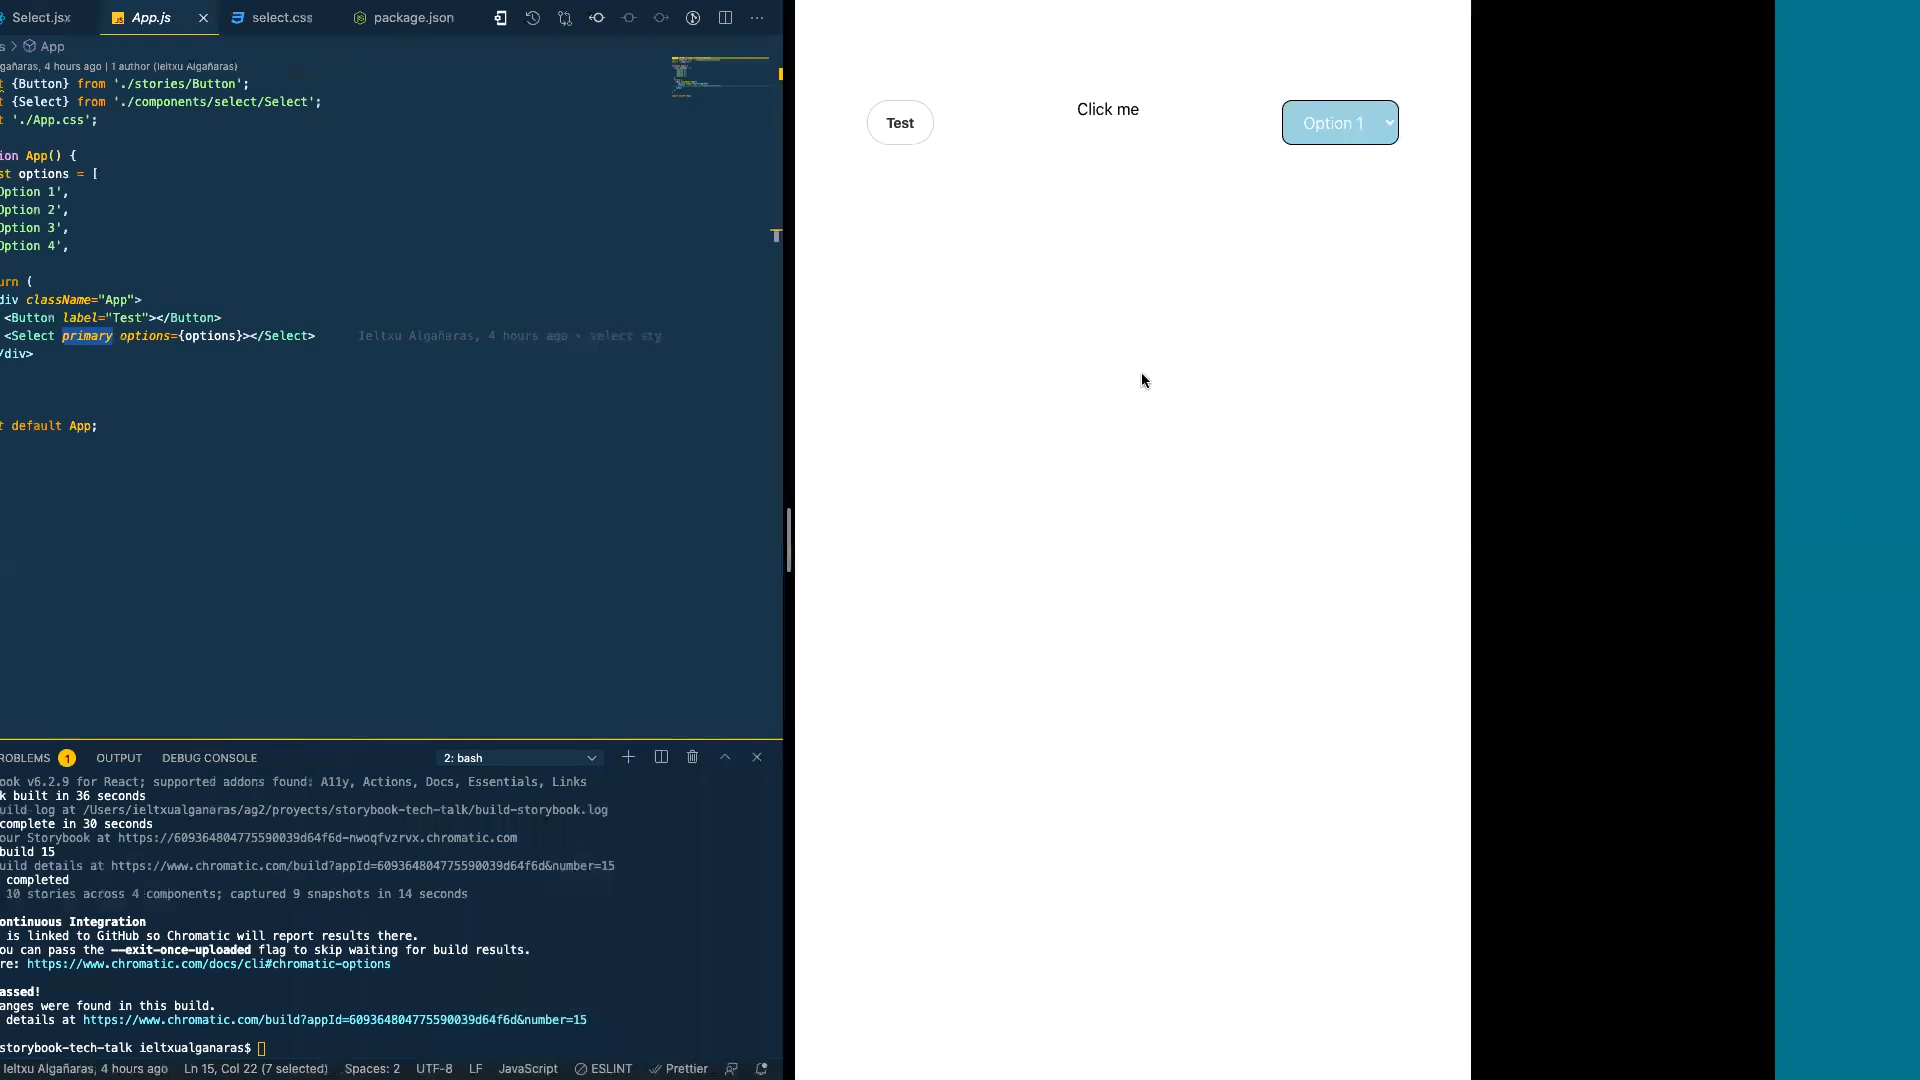 Select.jsx
App.js
select.css
package.json
s > App
gañaras, 4 hours ago | 1 author (Ieltxu Algañaras)
t {Button} from './stories/Button';
t {Select} from './components/select/Select';
t './App.css';
ion App() {
st options = [
Option 1',
Option 2',
Option 3',
Option 4',
urn (
div className="App">
<Button label="Test"></Button>
<Select primary options={options}></Select> Ieltxu Algañaras, 4 hours ago • select sty
/div>
t default App;
ROBLEMS 1 OUTPUT DEBUG CONSOLE 2: bash
ook v6.2.9 for React; supported addons found: A11y, Actions, Docs, Essentials, Links
k built in 36 seconds
uild log at /Users/ieltxualganaras/ag2/proyects/storybook-tech-talk/build-storybook.log
complete in 30 seconds
our Storybook at https://609364804775590039d64f6d-nwoqfvzrvx.chromatic.com
build 15
uild details at https://www.chromatic.com/build?appId=609364804775590039d64f6d&number=15
completed
10 stories across 4 components; captured 9 snapshots in 14 seconds
ontinuous Integration
is linked to GitHub so Chromatic will report results there.
ou can pass the --exit-once-uploaded flag to skip waiting for build results.
re: https://www.chromatic.com/docs/cli#chromatic-options
assed!
anges were found in this build.
details at https://www.chromatic.com/build?appId=609364804775590039d64f6d&number=15
storybook-tech-talk ieltxualganaras$
Ieltxu Algañaras, 4 hours ago Ln 15, Col 22 (7 selected) Spaces: 2 UTF-8 LF JavaScript ESLINT Prettier
Test
Click me
Option 1